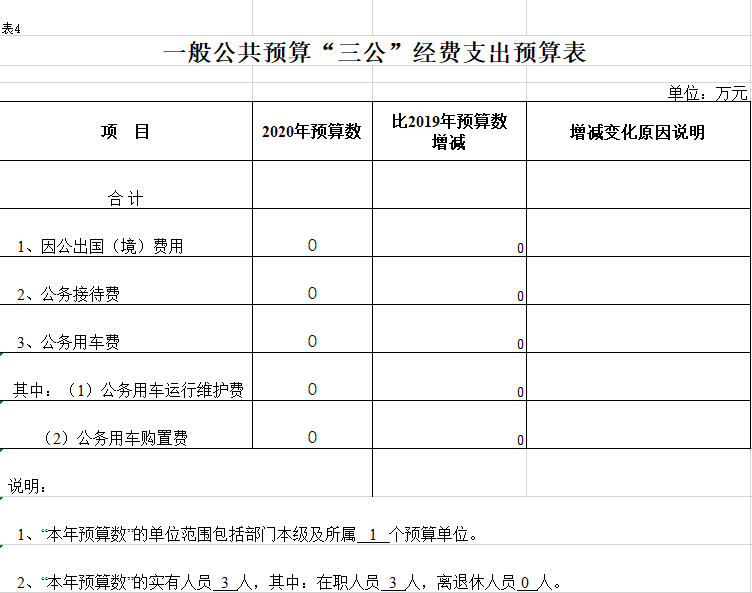 表4
一般公共预算“三公”经费支出预算表
单位：万元
项 目 2020年预算数 比2019年预算数增减 增减变化原因说明
合 计
1、因公出国（境）费用 0 0
2、公务接待费 0 0
3、公务用车费 0 0
其中：（1）公务用车运行维护费 0 0
（2）公务用车购置费 0 0
说明：
1、“本年预算数”的单位范围包括部门本级及所属 1 个预算单位。
2、“本年预算数”的实有人员 3 人，其中：在职人员 3 人，离退休人员 0 人。